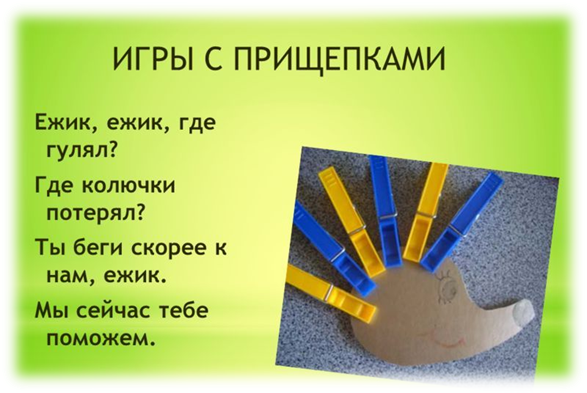 ИГРЫ С ПРИЩЕПКАМИ
Ежик, ежик, где
гулял?
Где колючки
потерял?
Ты беги скорее к
нам, ежик.
Мы сейчас тебе
поможем.